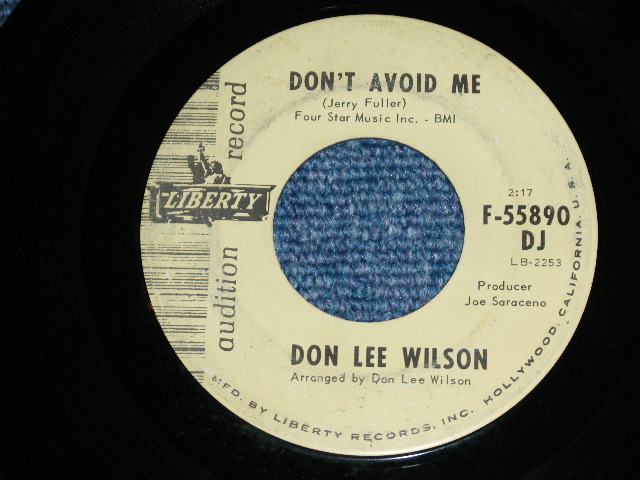 DON'T AVOID ME
(Jerry Fuller)
Four Star Music Inc. - BMI
audition record
LIBERTY
2:17
F-55890
DJ
LB-2253
Producer
Joe Saraceno
DON LEE WILSON
Arranged by Don Lee Wilson
MFD. BY LIBERTY RECORDS, INC. HOLLYWOOD, CALIFORNIA, U.S.A.